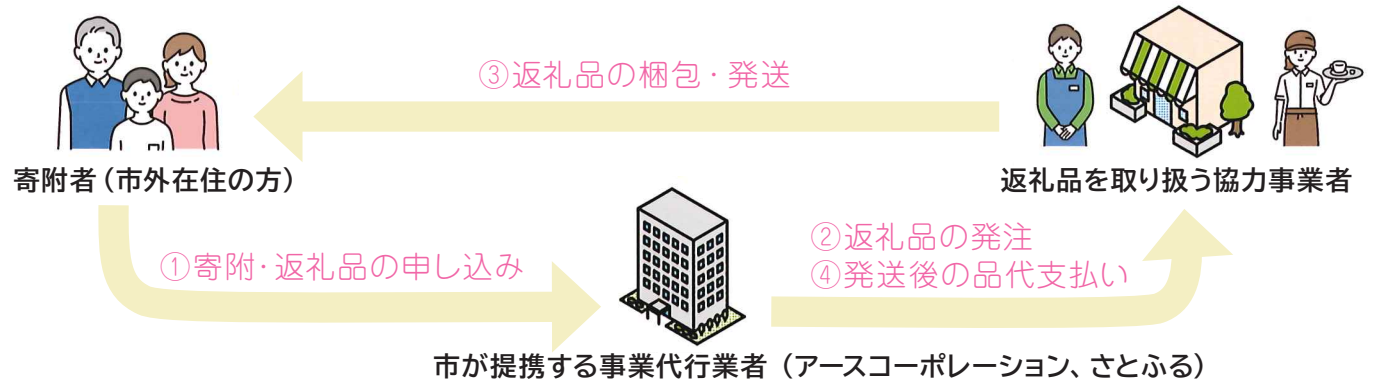 ③返礼品の梱包・発送
寄附者（市外在住の方）
返礼品を取り扱う協力事業者
①寄附・返礼品の申し込み
②返礼品の発注
④発送後の品代支払い
市が提携する事業代行業者（アースコーポレーション、さとふる）